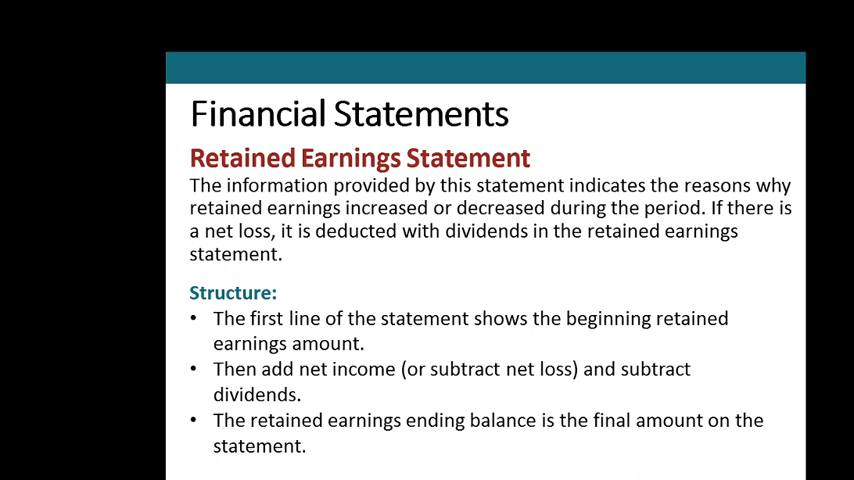 Financial Statements
Retained Earnings Statement
The information provided by this statement indicates the reasons why
retained earnings increased or decreased during the period. If there is
a net loss, it is deducted with dividends in the retained earnings
statement.
Structure:
• The first line of the statement shows the beginning retained
earnings amount.
• Then add net income (or subtract net loss) and subtract
dividends.
• The retained earnings ending balance is the final amount on the
statement.